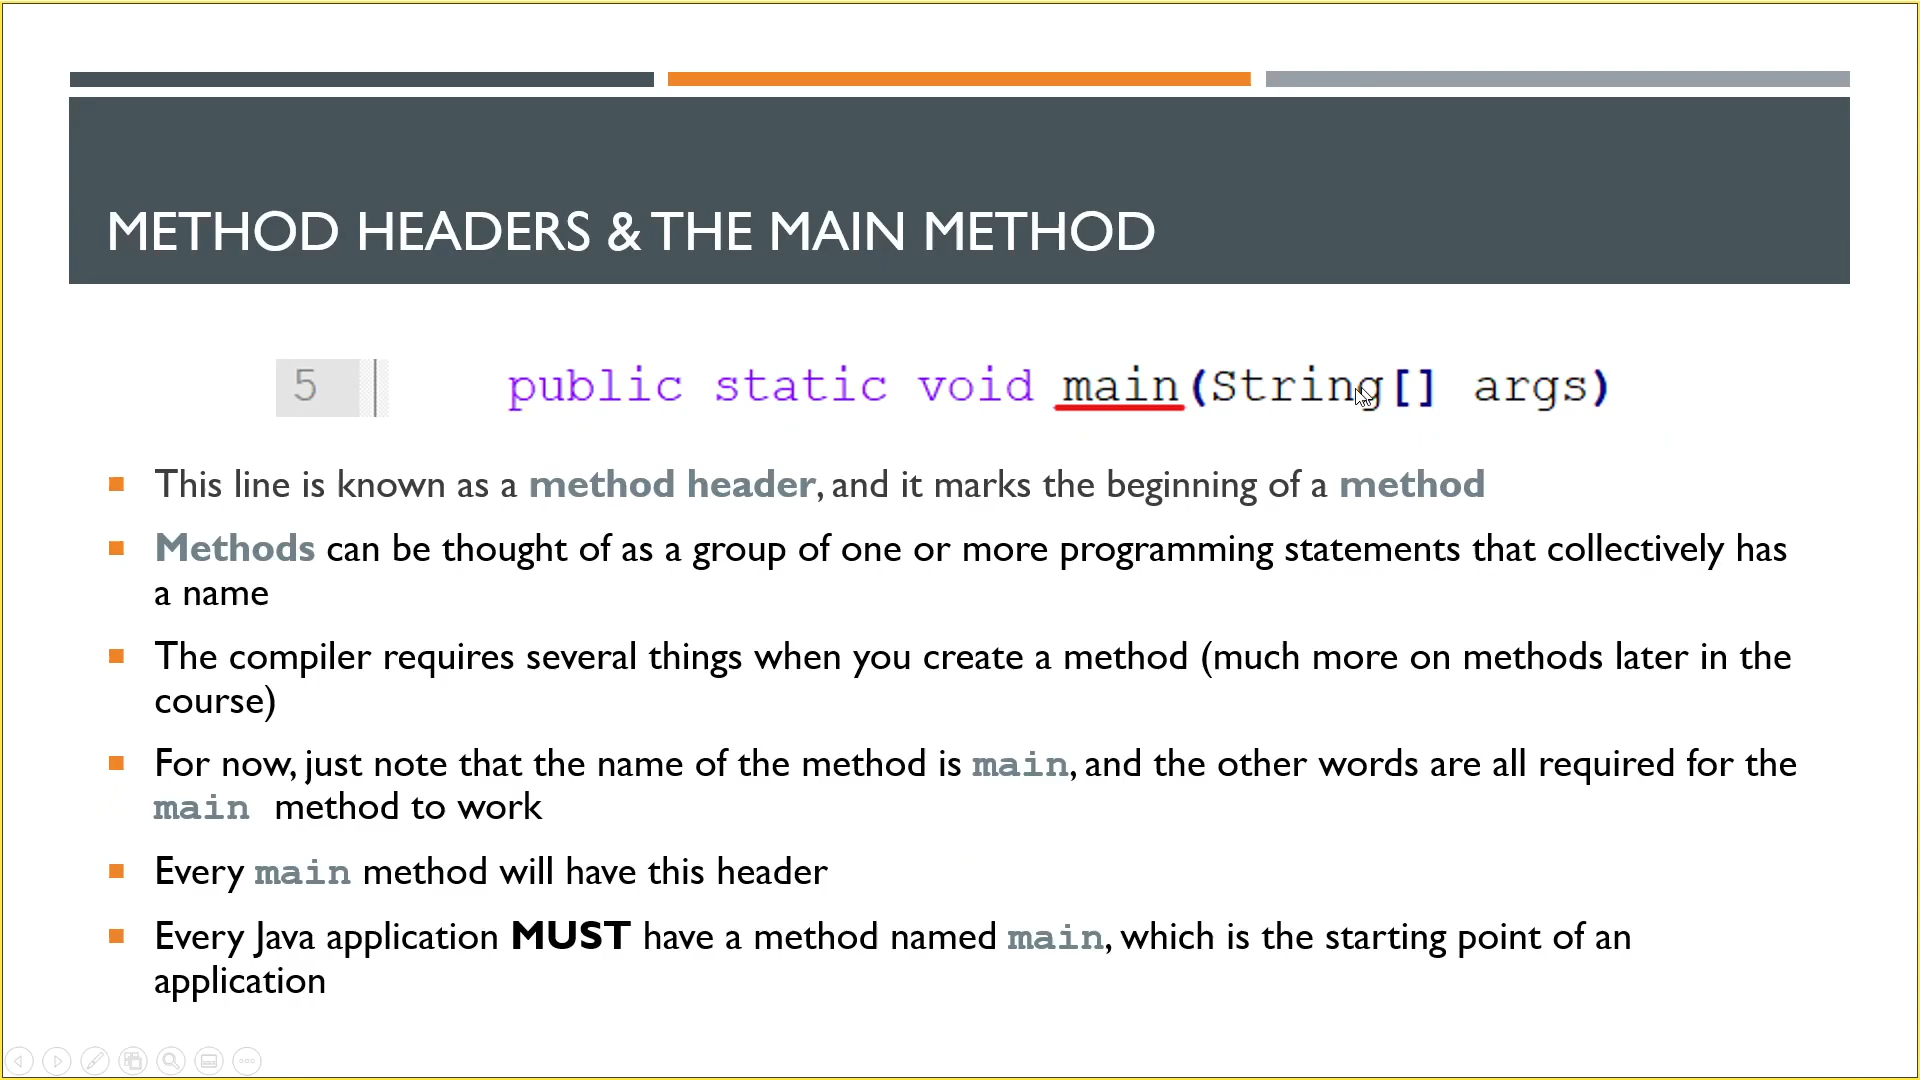 METHOD HEADERS & THE MAIN METHOD
5 public static void main(String[] args)
This line is known as a method header, and it marks the beginning of a method
Methods can be thought of as a group of one or more programming statements that collectively has
a name
The compiler requires several things when you create a method (much more on methods later in the
course)
For now, just note that the name of the method is main, and the other words are all required for the
main method to work
Every main method will have this header
Every Java application MUST have a method named main, which is the starting point of an
application